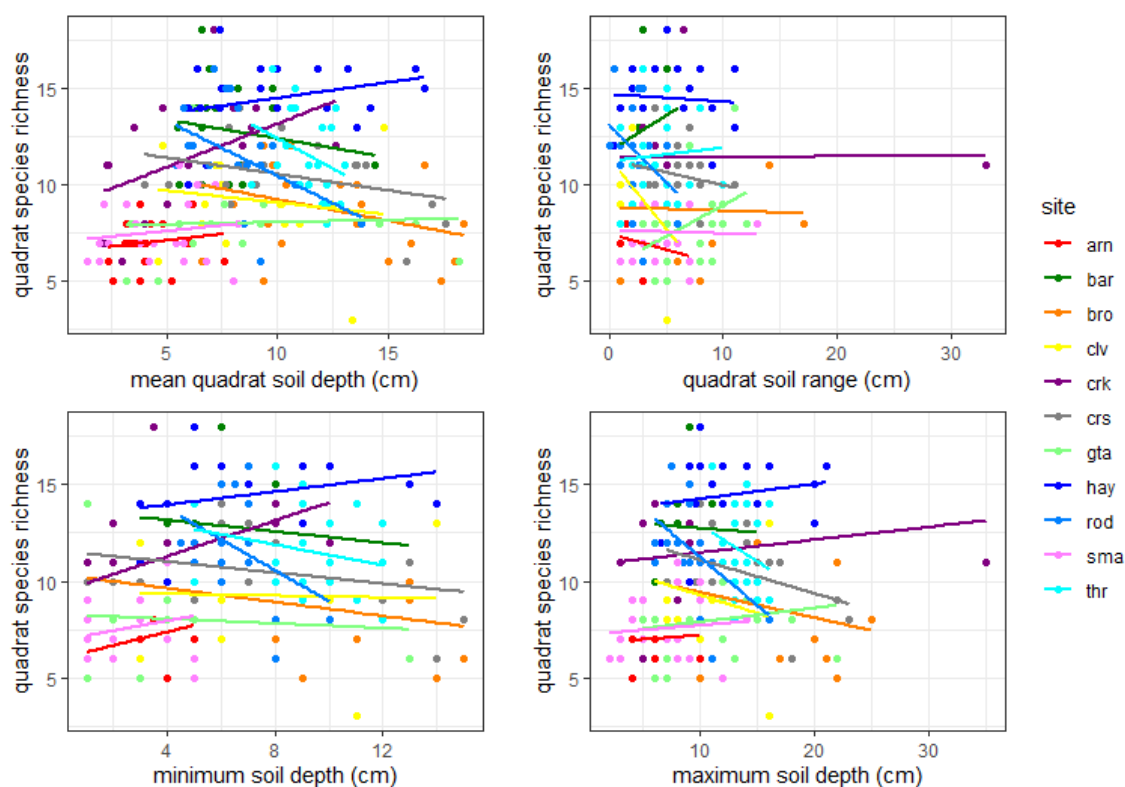 quadrat species richness
15
10
5
5
10
15
mean quadrat soil depth (cm)
quadrat species richness
15
10
5
0
10
20
30
quadrat soil range (cm)
quadrat species richness
15
10
5
4
8
12
minimum soil depth (cm)
quadrat species richness
15
10
5
10
20
30
maximum soil depth (cm)
site
arn
bar
bro
clv
crk
crs
gta
hay
rod
sma
thr